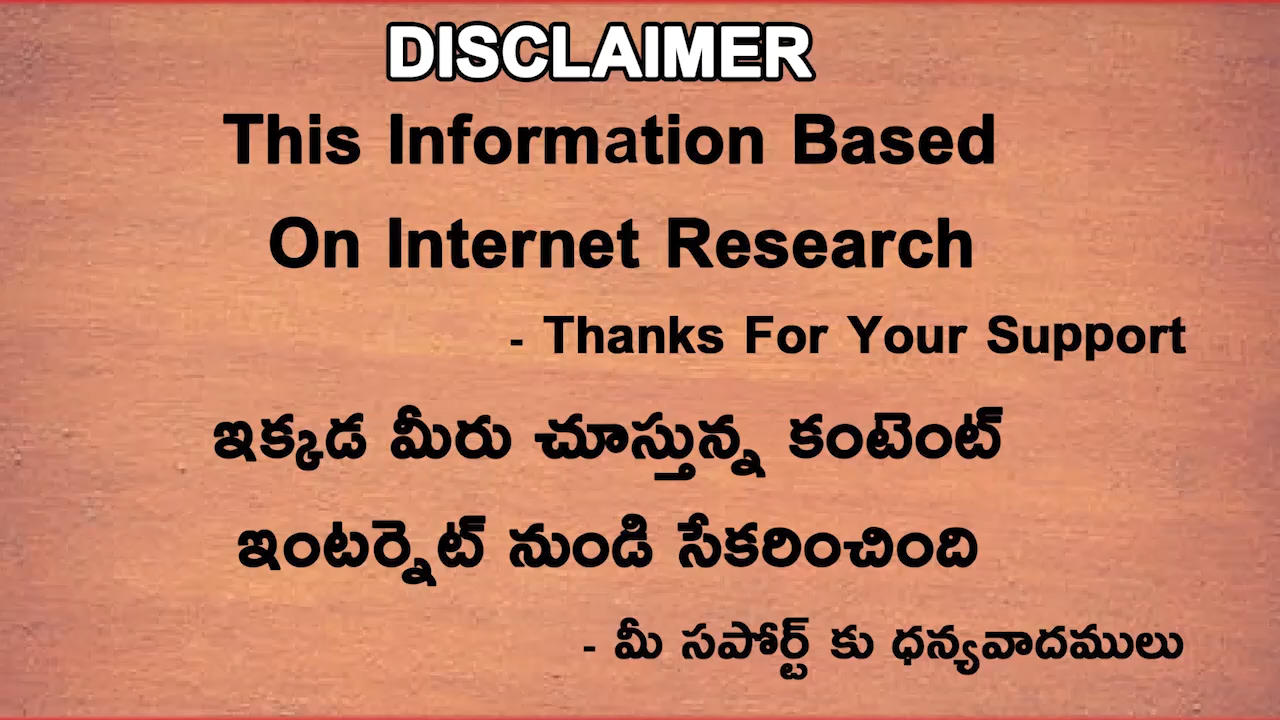 DISCLAIMER
This Information Based
On Internet Research
- Thanks For Your Support
ఇక్కడ మీరు చూస్తున్న కంటెంట్
ఇంటర్నెట్ నుండి సేకరించింది
- మీ సపోర్ట్ కు ధన్యవాదములు